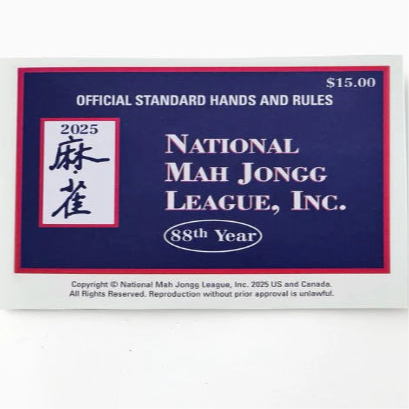 $15.00
OFFICIAL STANDARD HANDS AND RULES
2025
麻
雀
NATIONAL
MAH JONGG
LEAGUE, INC.
88th Year
Copyright © National Mah Jongg League, Inc. 2025 US and Canada.
All Rights Reserved. Reproduction without prior approval is unlawful.